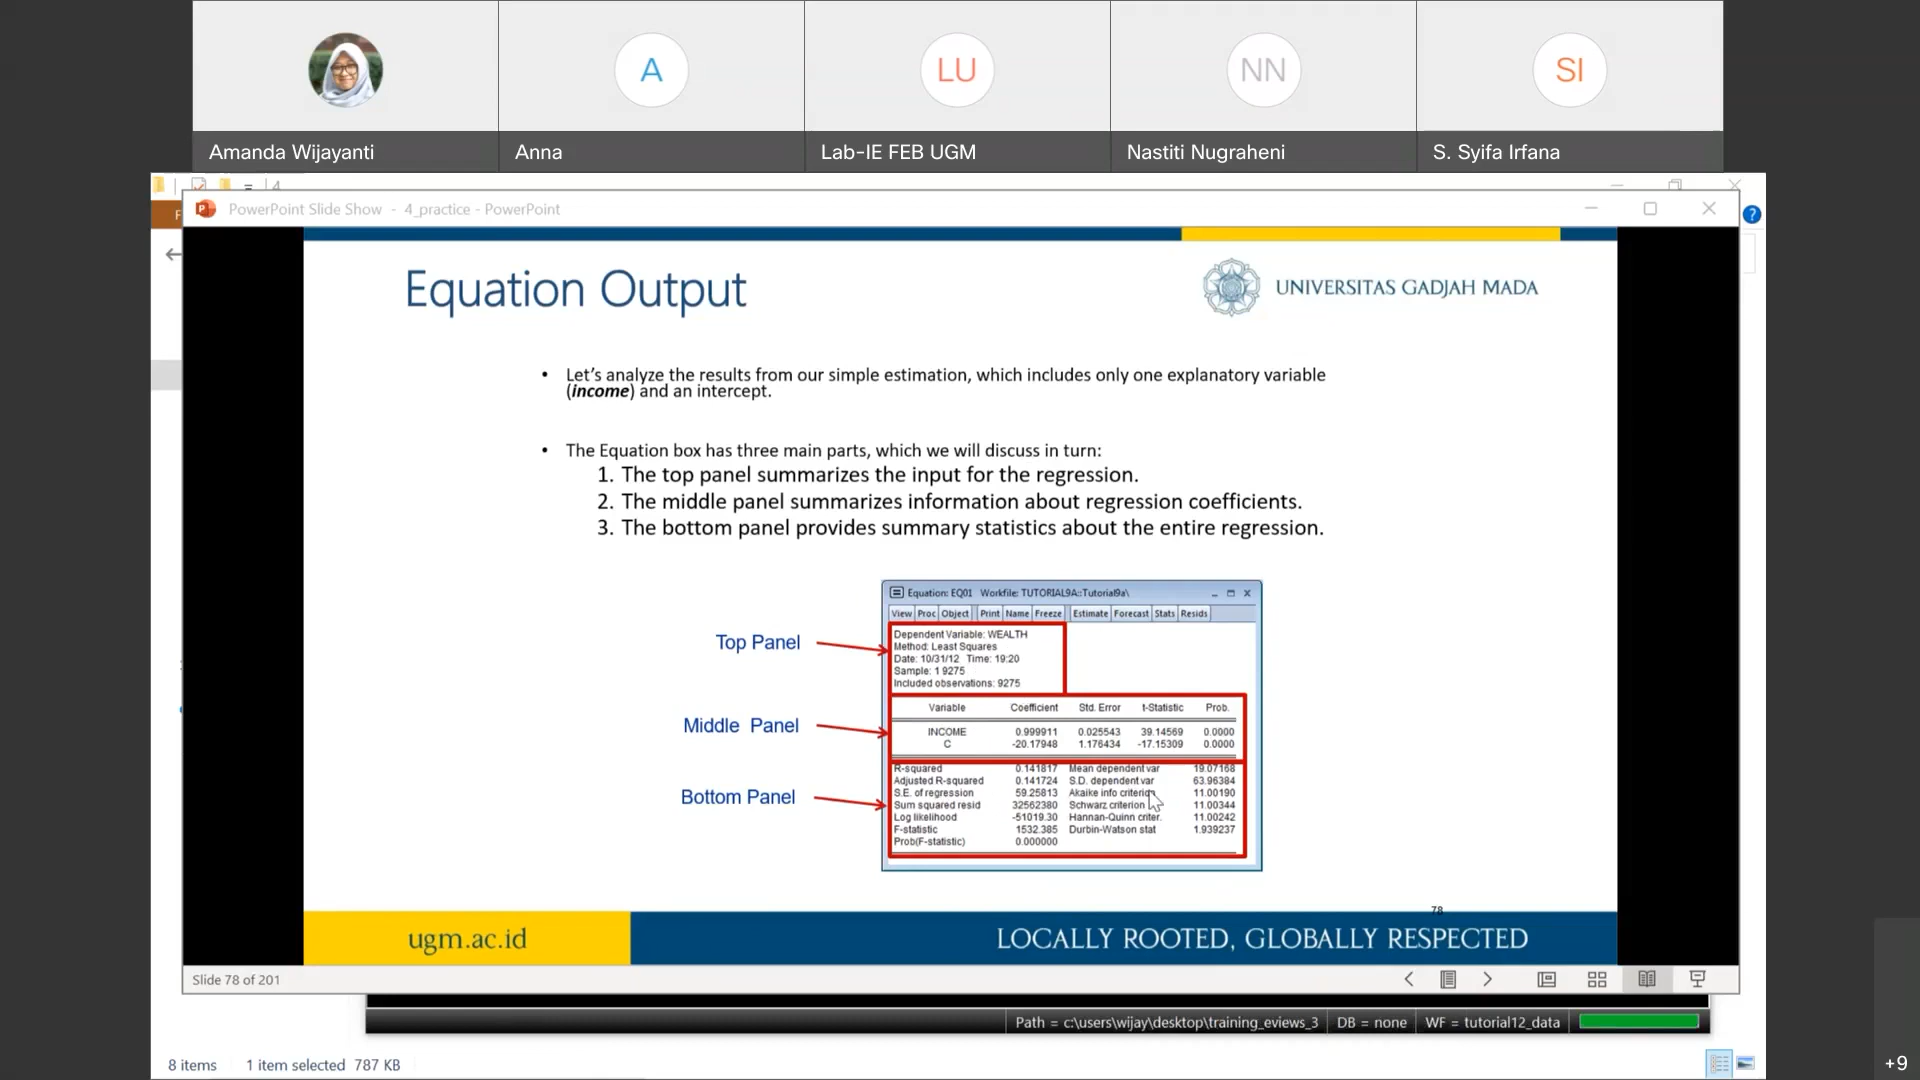 A
LU
NN
SI
Amanda Wijayanti
Anna
Lab-IE FEB UGM
Nastiti Nugraheni
S. Syifa Irfana
PowerPoint Slide Show - 4_practice - PowerPoint
Equation Output
UNIVERSITAS GADJAH MADA
• Let's analyze the results from our simple estimation, which includes only one explanatory variable
(income) and an intercept.
• The Equation box has three main parts, which we will discuss in turn:
1. The top panel summarizes the input for the regression.
2. The middle panel summarizes information about regression coefficients.
3. The bottom panel provides summary statistics about the entire regression.
Equation: EQ01 Workfile: TUTORIAL9A::Tutorial9a\
View Proc Object Print Name Freeze Estimate Forecast Stats Resids
Top Panel
Dependent Variable: WEALTH
Method: Least Squares
Date: 10/31/12 Time: 19:20
Sample: 1 9275
Included observations: 9275
Middle Panel
Variable Coefficient Std. Error t-Statistic Prob.
INCOME 0.999911 0.025543 39.14569 0.0000
C -20.17948 1.176434 -17.15309 0.0000
Bottom Panel
R-squared 0.141817 Mean dependent var 19.07168
Adjusted R-squared 0.141724 S.D. dependent var 63.96384
S.E. of regression 59.25813 Akaike info criterion 11.00190
Sum squared resid 32562380 Schwarz criterion 11.00344
Log likelihood -51019.30 Hannan-Quinn criter. 11.00242
F-statistic 1532.385 Durbin-Watson stat 1.939237
Prob(F-statistic) 0.000000
78
ugm.ac.id
LOCALLY ROOTED, GLOBALLY RESPECTED
Slide 78 of 201
Path = c:\users\wijay\desktop\training_eviews_3 DB = none WF = tutorial12_data
8 items 1 item selected 787 KB
+9